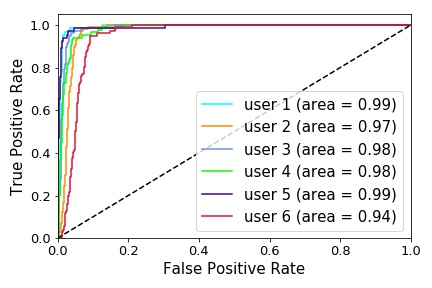 1.0
0.8
0.6
0.4
0.2
0.0
True Positive Rate
user 1 (area = 0.99)
user 2 (area = 0.97)
user 3 (area = 0.98)
user 4 (area = 0.98)
user 5 (area = 0.99)
user 6 (area = 0.94)
0.0 0.2 0.4 0.6 0.8 1.0
False Positive Rate